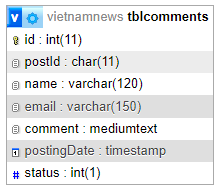 v vietnamnews tblcomments
id : int(11)
postId : char(11)
name : varchar(120)
email : varchar(150)
comment : mediumtext
postingDate : timestamp
# status : int(1)